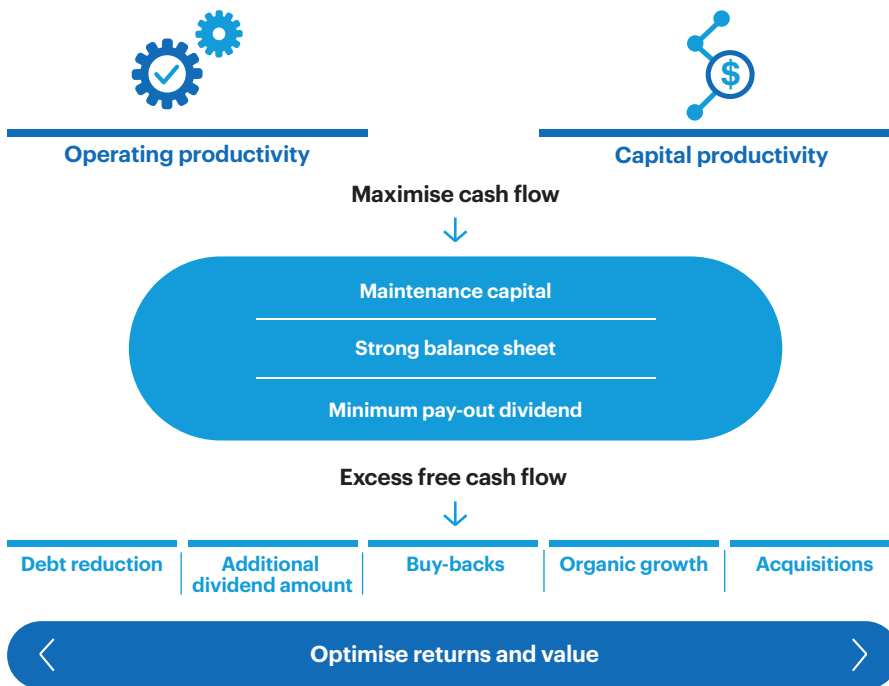 $
Operating productivity
Capital productivity
Maximise cash flow
Maintenance capital
Strong balance sheet
Minimum pay-out dividend
Excess free cash flow
Debt reduction
Additional
dividend amount
Buy-backs
Organic growth
Acquisitions
Optimise returns and value